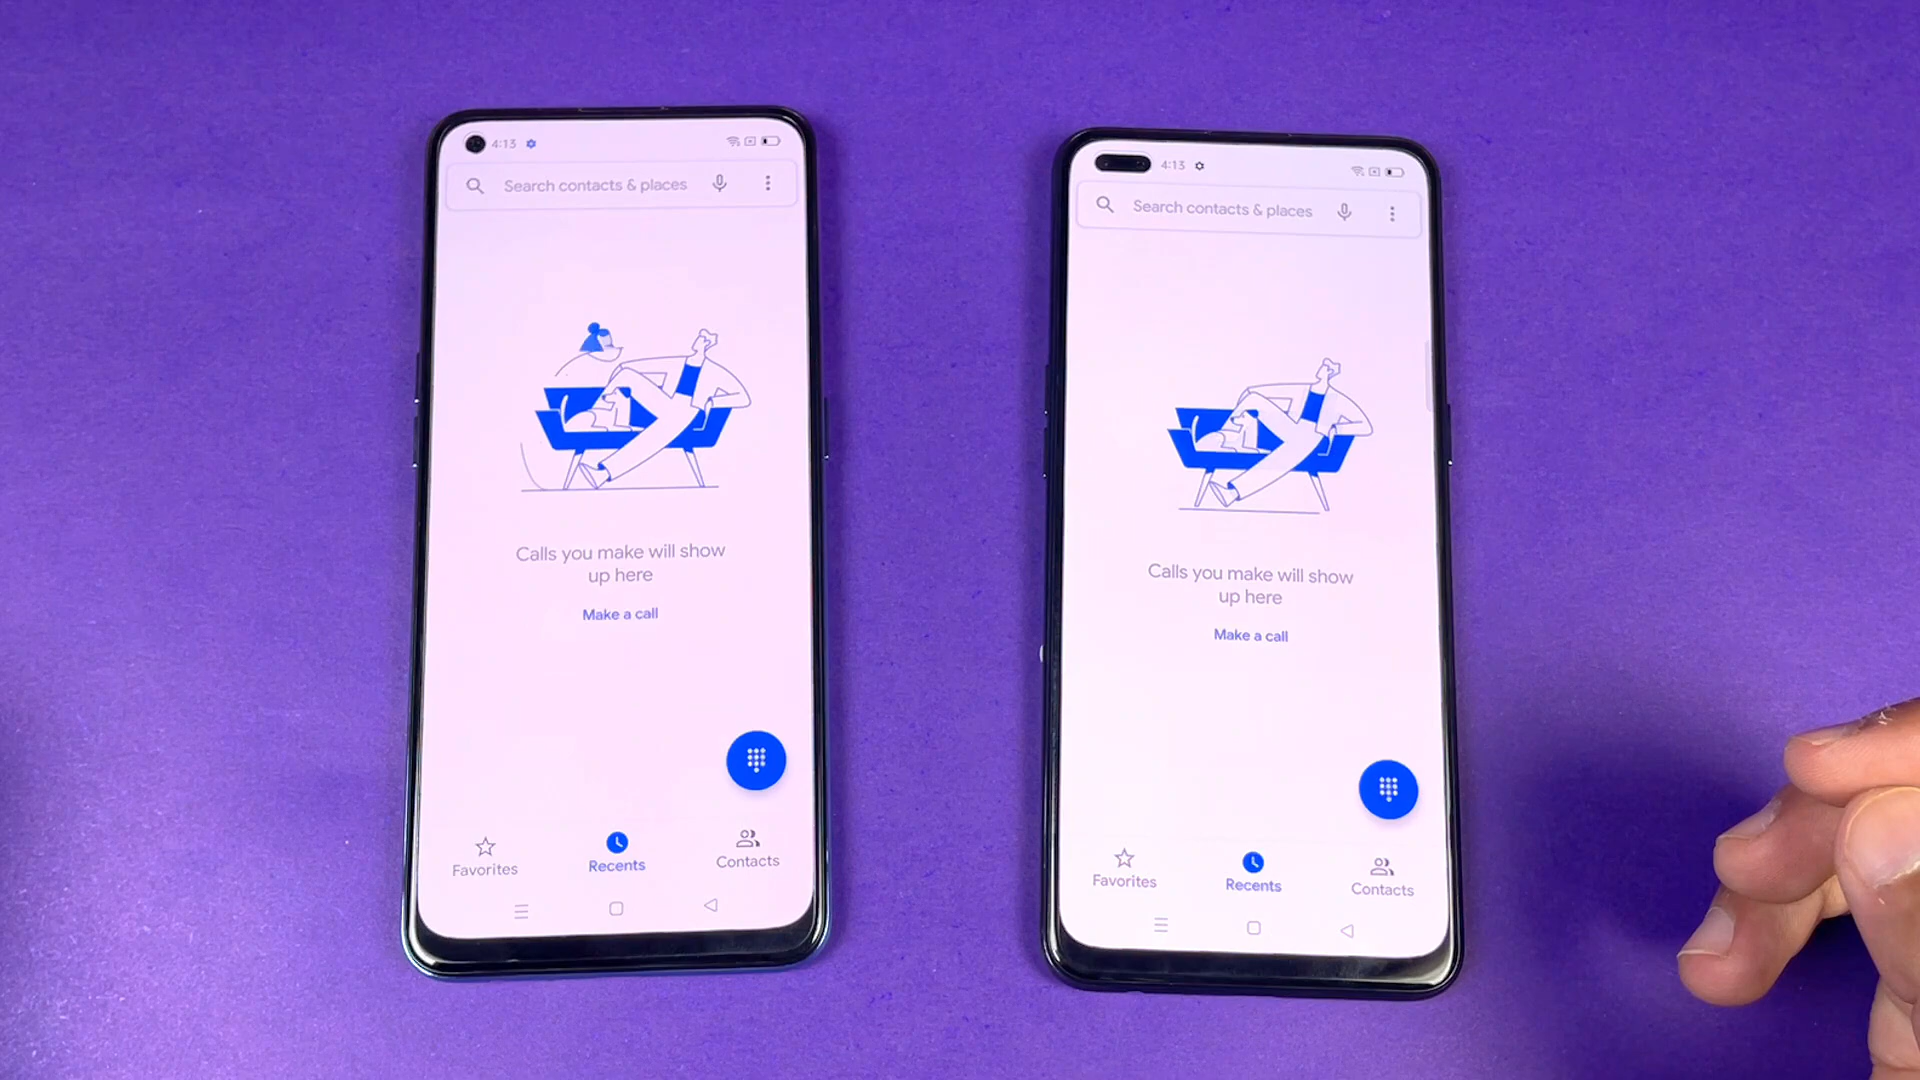 4:13
Search contacts & places
Calls you make will show
up here
Make a call
Favorites
Recents
Contacts
4:13
Search contacts & places
Calls you make will show
up here
Make a call
Favorites
Recents
Contacts